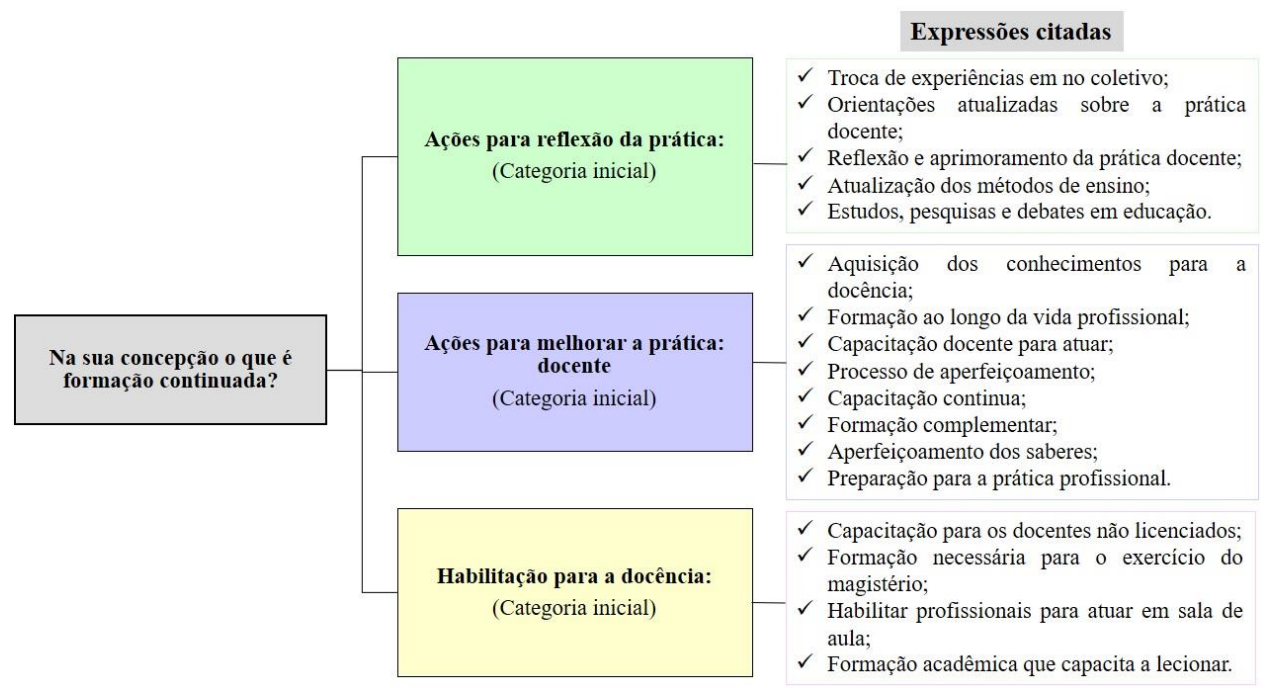 Expressões citadas
Na sua concepção o que é
formação continuada?
Ações para reflexão da prática:
(Categoria inicial)
✓ Troca de experiências em no coletivo;
✓ Orientações atualizadas sobre a prática
docente;
✓ Reflexão e aprimoramento da prática docente;
✓ Atualização dos métodos de ensino;
✓ Estudos, pesquisas e debates em educação.
Ações para melhorar a prática:
docente
(Categoria inicial)
✓ Aquisição dos conhecimentos para a
docência;
✓ Formação ao longo da vida profissional;
✓ Capacitação docente para atuar;
✓ Processo de aperfeiçoamento;
✓ Capacitação continua;
✓ Formação complementar;
✓ Aperfeiçoamento dos saberes;
✓ Preparação para a prática profissional.
Habilitação para a docência:
(Categoria inicial)
✓ Capacitação para os docentes não licenciados;
✓ Formação necessária para o exercício do
magistério;
✓ Habilitar profissionais para atuar em sala de
aula;
✓ Formação acadêmica que capacita a lecionar.